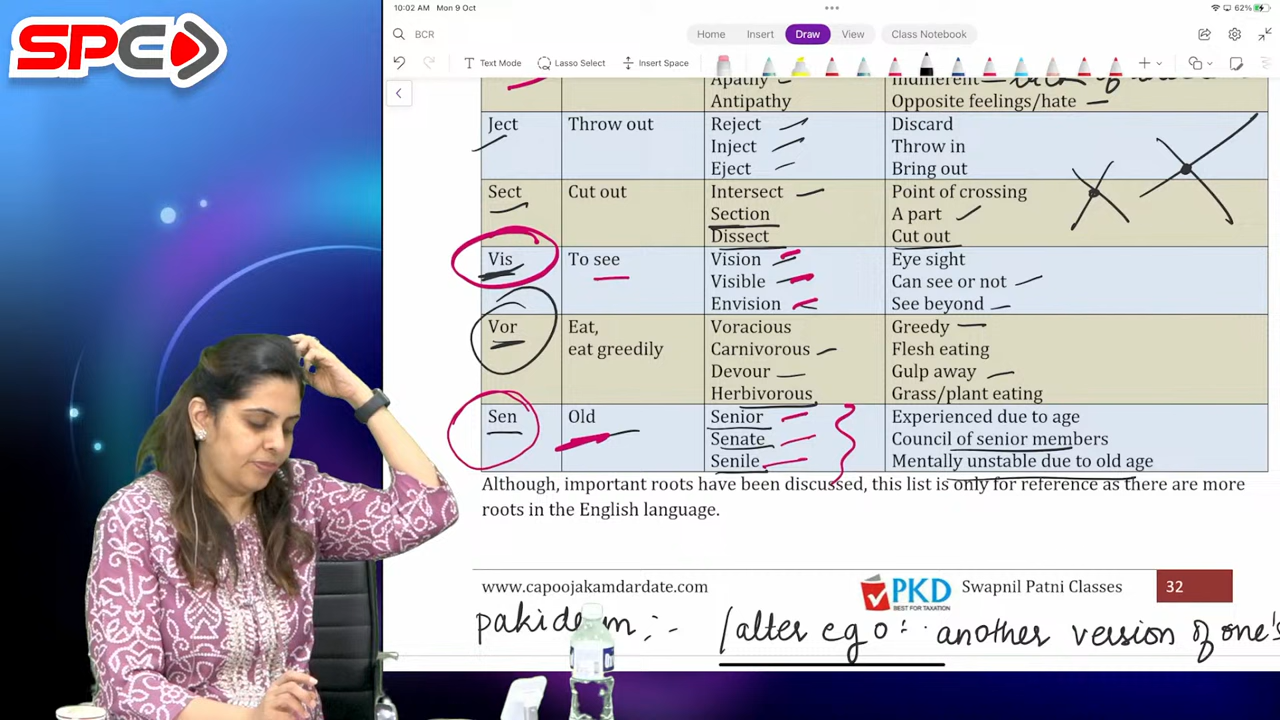 SPC
10:02 AM Mon 9 Oct
62%
BCR
Home Insert Draw View Class Notebook
Text Mode Lasso Select Insert Space
Apathy Indifferent lack of
Antipathy Opposite feelings/hate
Ject Throw out Reject Discard
Inject Throw in
Eject Bring out
Sect Cut out Intersect Point of crossing
Section A part
Dissect Cut out
Vis To see Vision Eye sight
Visible Can see or not
Envision See beyond
Vor Eat, Voracious Greedy
eat greedily Carnivorous Flesh eating
Devour Gulp away
Herbivorous Grass/plant eating
Sen Old Senior Experienced due to age
Senate Council of senior members
Senile Mentally unstable due to old age
Although, important roots have been discussed, this list is only for reference as there are more
roots in the English language.
www.capoojakamdardate.com PKD Swapnil Patni Classes 32
BEST FOR TAXATION
alter ego : another version of one's